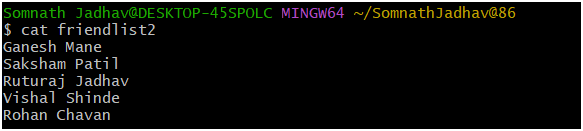 Somnath Jadhav@DESKTOP-45SPOLC MINGW64 ~/SomnathJadhav@86
$ cat friendlist2
Ganesh Mane
Saksham Patil
Ruturaj Jadhav
Vishal Shinde
Rohan Chavan